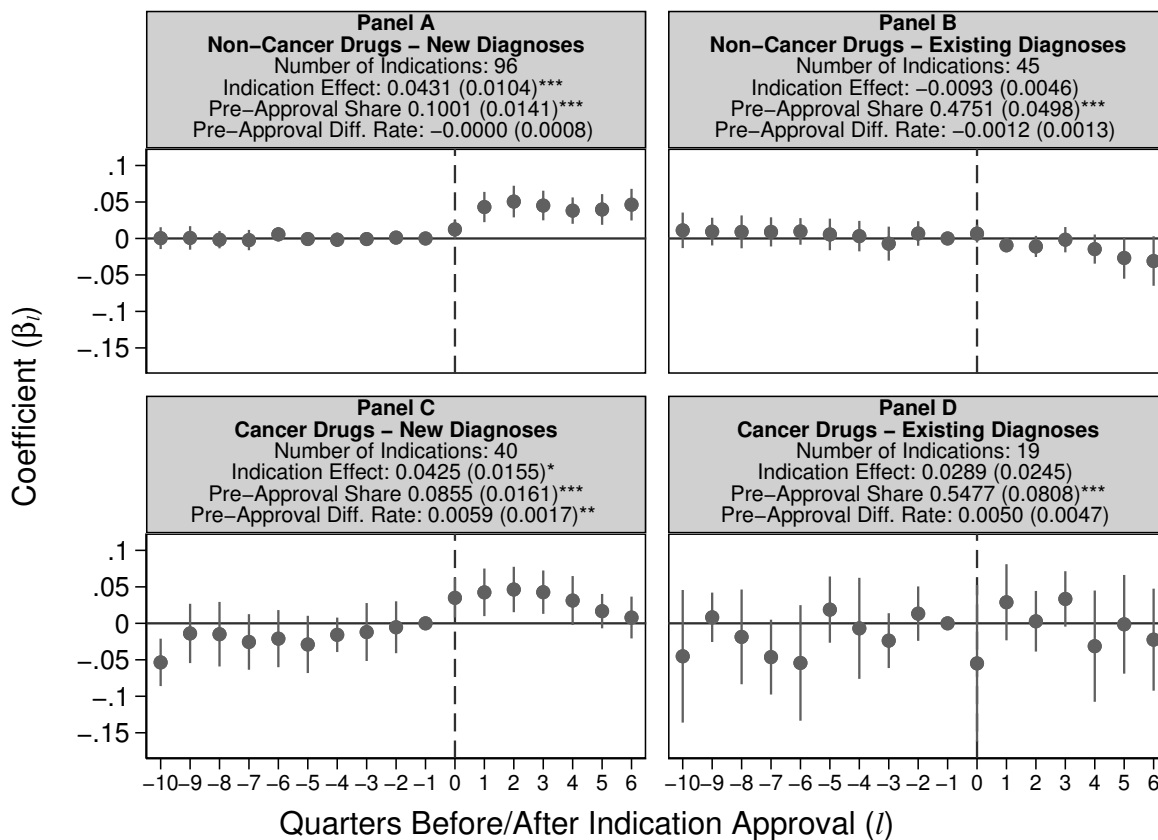 Panel A
Non−Cancer Drugs − New Diagnoses
Number of Indications: 96
Indication Effect: 0.0431 (0.0104)***
Pre−Approval Share 0.1001 (0.0141)***
Pre−Approval Diff. Rate: −0.0000 (0.0008)
Panel B
Non−Cancer Drugs − Existing Diagnoses
Number of Indications: 45
Indication Effect: −0.0093 (0.0046)
Pre−Approval Share 0.4751 (0.0498)***
Pre−Approval Diff. Rate: −0.0012 (0.0013)
.1
.05
0
−.05
−.1
−.15
Coefficient (βl)
Panel C
Cancer Drugs − New Diagnoses
Number of Indications: 40
Indication Effect: 0.0425 (0.0155)*
Pre−Approval Share 0.0855 (0.0161)***
Pre−Approval Diff. Rate: 0.0059 (0.0017)**
Panel D
Cancer Drugs − Existing Diagnoses
Number of Indications: 19
Indication Effect: 0.0289 (0.0245)
Pre−Approval Share 0.5477 (0.0808)***
Pre−Approval Diff. Rate: 0.0050 (0.0047)
.1
.05
0
−.05
−.1
−.15
−10 −9 −8 −7 −6 −5 −4 −3 −2 −1 0 1 2 3 4 5 6
−10 −9 −8 −7 −6 −5 −4 −3 −2 −1 0 1 2 3 4 5 6
Quarters Before/After Indication Approval (l)